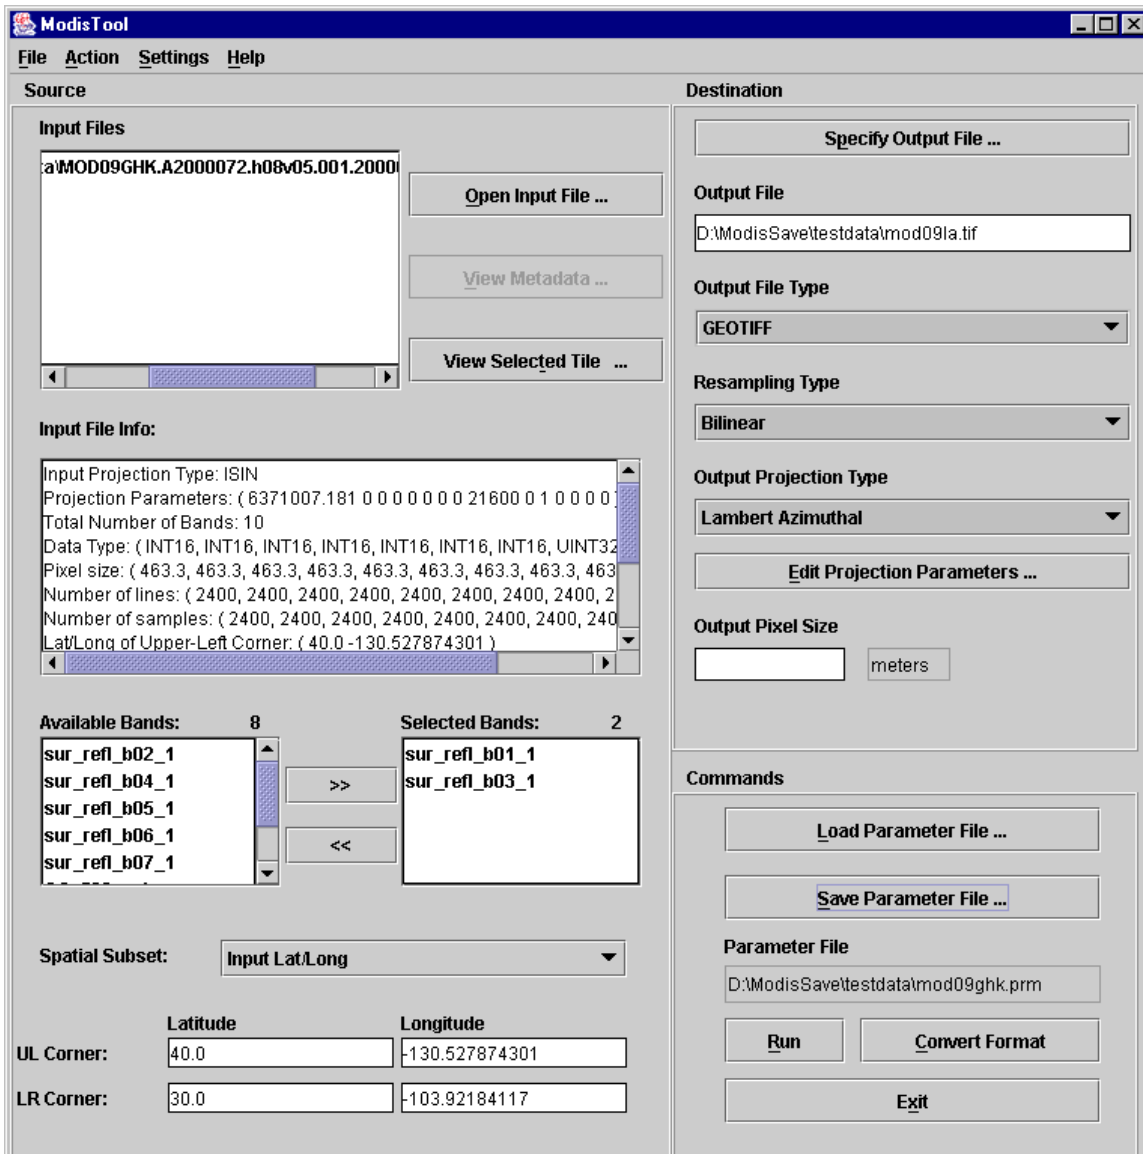 ModisTool
File Action Settings Help
Source
Input Files
:a\MOD09GHK.A2000072.h08v05.001.2000
Open Input File ...
View Metadata ...
View Selected Tile ...
Input File Info:
Input Projection Type: ISIN
Projection Parameters: ( 6371007.181 0 0 0 0 0 0 0 21600 0 1 0 0 0 0 )
Total Number of Bands: 10
Data Type: ( INT16, INT16, INT16, INT16, INT16, INT16, INT16, UINT32
Pixel size: ( 463.3, 463.3, 463.3, 463.3, 463.3, 463.3, 463.3, 463.3, 463
Number of lines: ( 2400, 2400, 2400, 2400, 2400, 2400, 2400, 2400, 2
Number of samples: ( 2400, 2400, 2400, 2400, 2400, 2400, 2400, 240
Lat/Long of Upper-Left Corner: ( 40.0 -130.527874301 )
Available Bands: 8
sur_refl_b02_1
sur_refl_b04_1
sur_refl_b05_1
sur_refl_b06_1
sur_refl_b07_1
>>
<<
Selected Bands: 2
sur_refl_b01_1
sur_refl_b03_1
Spatial Subset: Input Lat/Long
Latitude Longitude
UL Corner: 40.0 -130.527874301
LR Corner: 30.0 -103.92184117
Destination
Specify Output File ...
Output File
D:\ModisSave\testdata\mod09la.tif
Output File Type
GEOTIFF
Resampling Type
Bilinear
Output Projection Type
Lambert Azimuthal
Edit Projection Parameters ...
Output Pixel Size
meters
Commands
Load Parameter File ...
Save Parameter File ...
Parameter File
D:\ModisSave\testdata\mod09ghk.prm
Run Convert Format
Exit